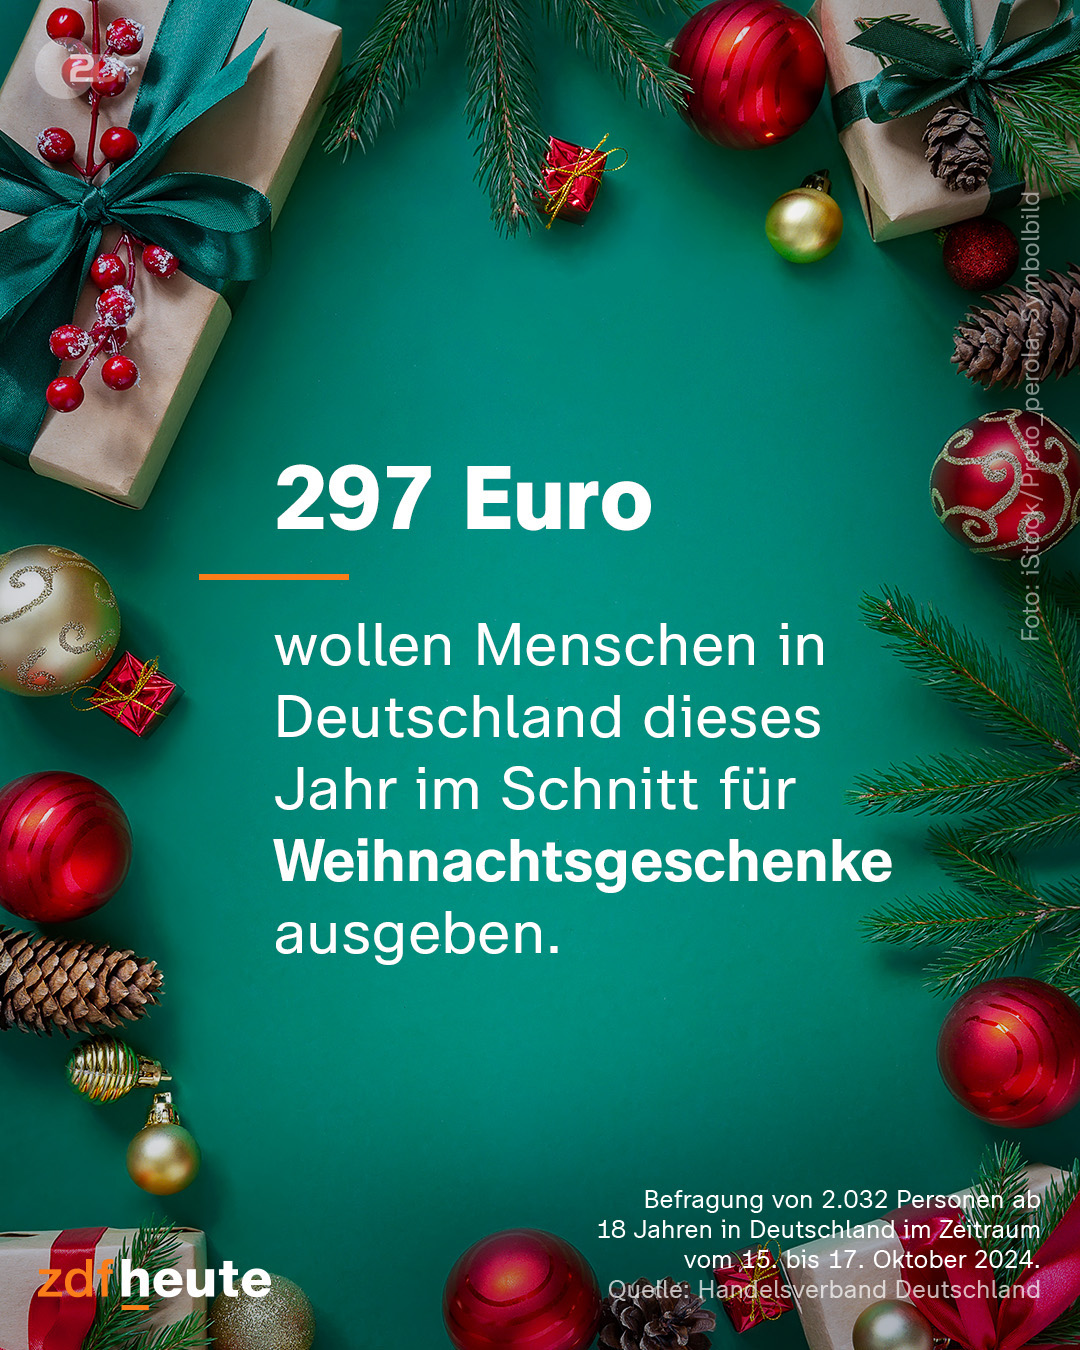 297 Euro
wollen Menschen in
Deutschland dieses
Jahr im Schnitt für
Weihnachtsgeschenke
ausgeben.
Foto: iStock/Preto_perola, Symbolbild
Befragung von 2.032 Personen ab
18 Jahren in Deutschland im Zeitraum
vom 15. bis 17. Oktober 2024.
Quelle: Handelsverband Deutschland
zdfheute